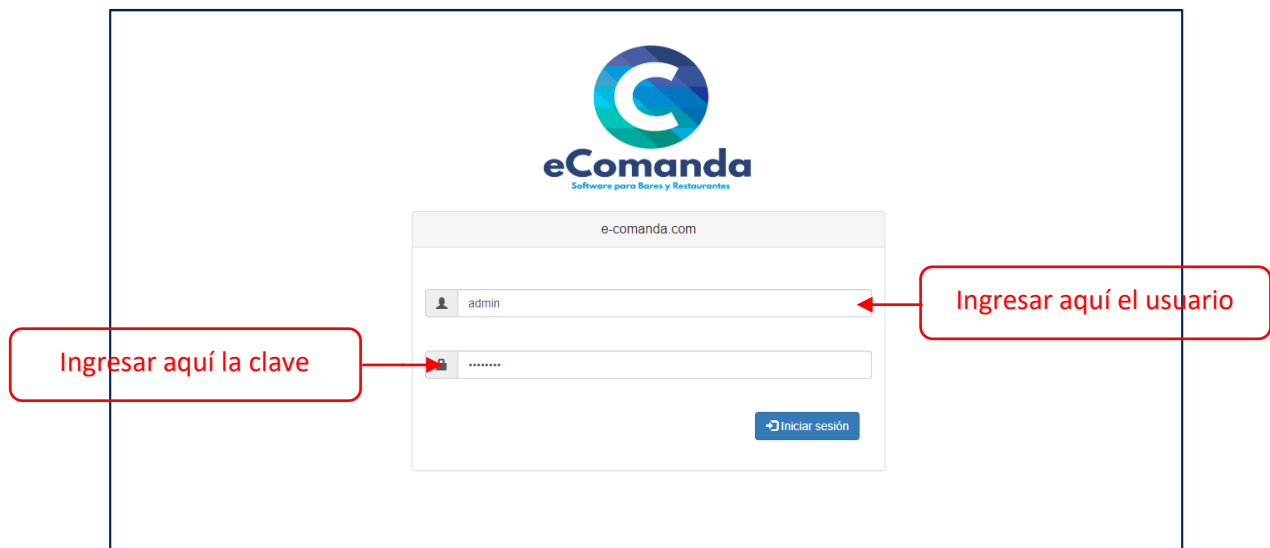 eComanda
Software para Bares y Restaurantes
e-comanda.com
admin
Ingresar aquí el usuario
Ingresar aquí la clave
••••••••
Iniciar sesión